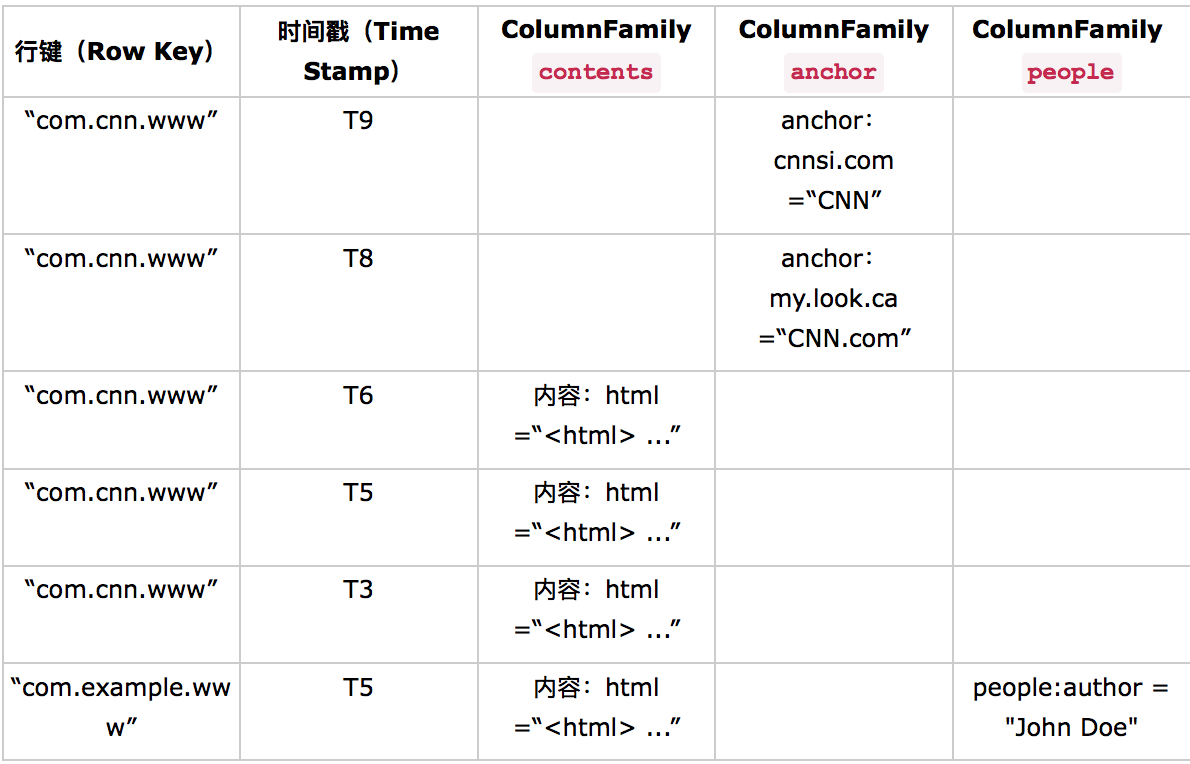 行键（Row Key）
时间戳（Time
Stamp）
ColumnFamily
contents
ColumnFamily
anchor
ColumnFamily
people
“com.cnn.www”
T9
anchor:
cnnsi.com
=“CNN”
“com.cnn.www”
T8
anchor:
my.look.ca
=“CNN.com”
“com.cnn.www”
T6
内容：html
=“<html> …”
“com.cnn.www”
T5
内容：html
=“<html> …”
“com.cnn.www”
T3
内容：html
=“<html> …”
“com.example.ww
w”
T5
内容：html
=“<html> …”
people:author =
"John Doe"